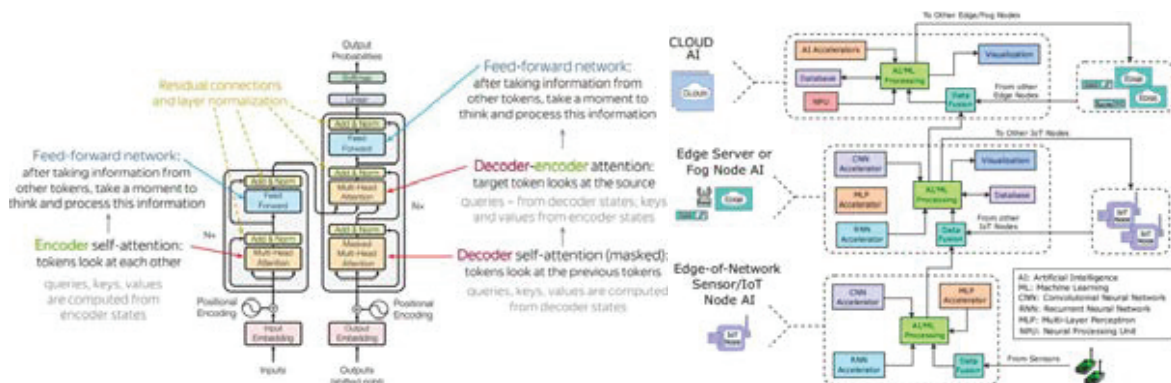 Output
Probabilities
Softmax
Linear
Add & Norm
Feed
Forward
Add & Norm
Multi-Head
Attention
Add & Norm
Masked
Multi-Head
Attention
Nx
Positional
Encoding
Output
Embedding
Outputs
(shifted right)
Add & Norm
Feed
Forward
Add & Norm
Multi-Head
Attention
Nx
Positional
Encoding
Input
Embedding
Inputs
Residual connections
and layer normalization
Feed-forward network:
after taking information from
other tokens, take a moment to
think and process this information
Encoder self-attention:
tokens look at each other
queries, keys, values
are computed from
encoder states
Feed-forward network:
after taking information from
other tokens, take a moment to
think and process this information
Decoder-encoder attention:
target token looks at the source
queries – from decoder states; keys
and values from encoder states
Decoder self-attention (masked):
tokens look at the previous tokens
queries, keys, values are computed
from decoder states
CLOUD
AI
CLOUD
To Other Edge/Fog Nodes
AI Accelerators
Database
NPU
AI/ML
Processing
Visualization
Data
Fusion
From other
Edge Nodes
Edge
Edge
Edge Server or
Fog Node AI
Edge
To Other IoT Nodes
CNN
Accelerator
MLP
Accelerator
RNN
Accelerator
AI/ML
Processing
Visualization
Database
Data
Fusion
From other
IoT Nodes
IoT
Node
IoT
Node
Edge-of-Network
Sensor/IoT
Node AI
IoT
Node
CNN
Accelerator
MLP
Accelerator
AI/ML
Processing
RNN
Accelerator
Data
Fusion
From Sensors
AI: Artificial Intelligence
ML: Machine Learning
CNN: Convolutional Neural Network
RNN: Recurrent Neural Network
MLP: Multi-Layer Perceptron
NPU: Neural Processing Unit